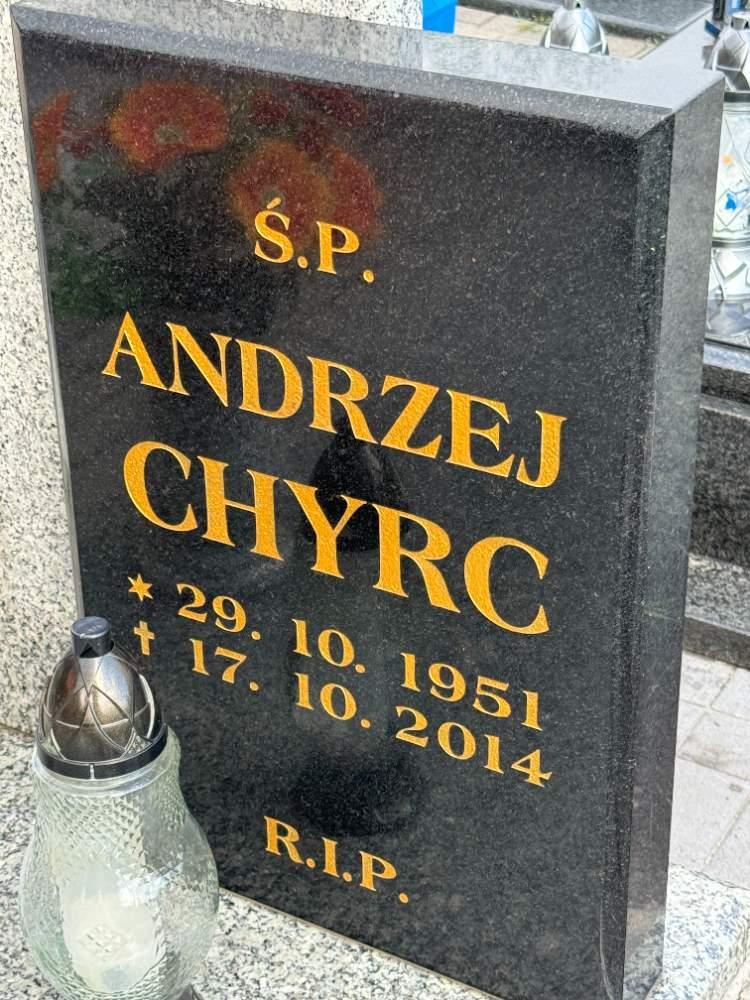 Ś.P.
ANDRZEJ
CHYRC
* 29. 10. 1951
✝ 17. 10. 2014
R.I.P.